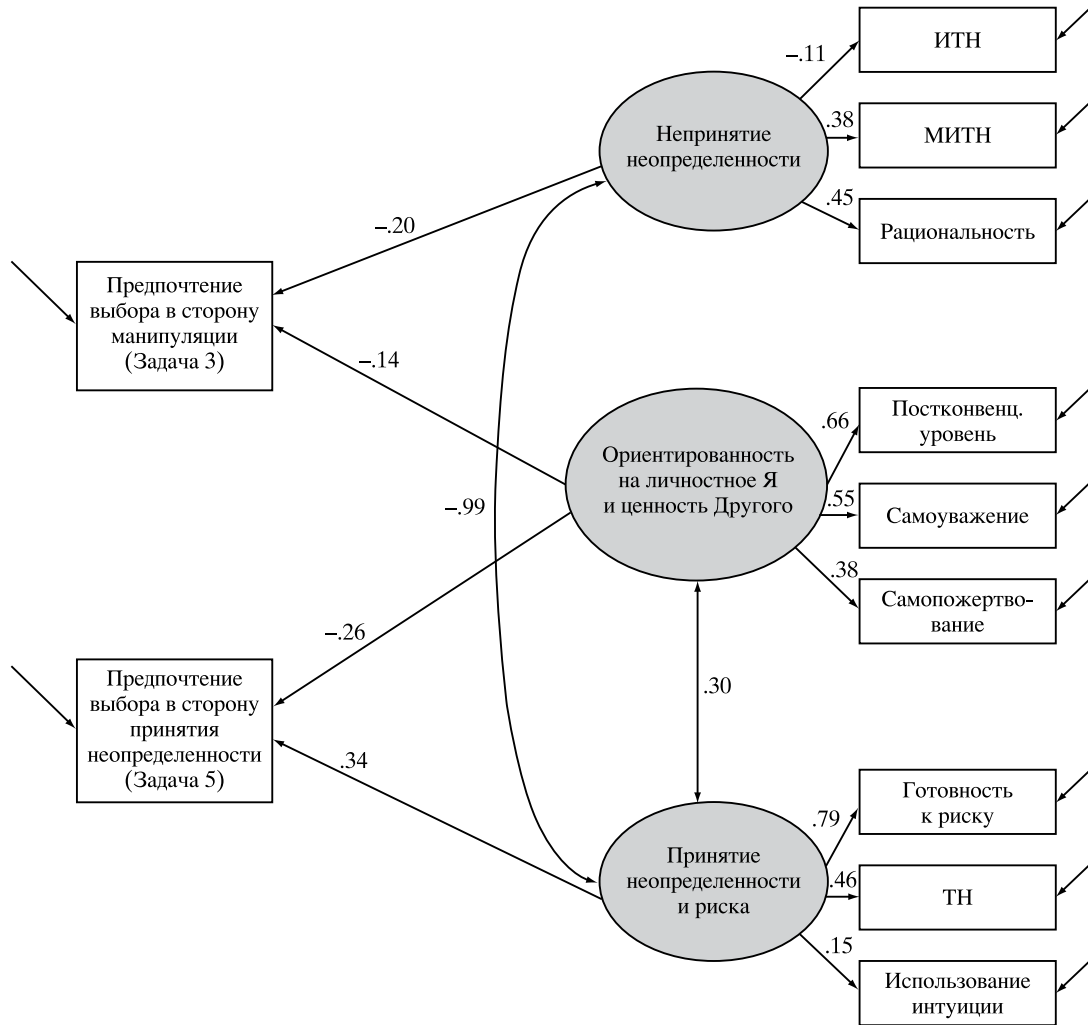 ИТН
–.11
Непринятие
неопределенности
.38
МИТН
.45
Рациональность
–.20
Предпочтение
выбора в сторону
манипуляции
(Задача 3)
–.14
Постконвенц.
уровень
.66
Ориентированность
на личностное Я
и ценность Другого
.55
Самоуважение
–.99
.38
Самопожертво-
вание
–.26
Предпочтение
выбора в сторону
принятия
неопределенности
(Задача 5)
.30
.34
Готовность
к риску
.79
Принятие
неопределенности
и риска
.46
ТН
.15
Использование
интуиции